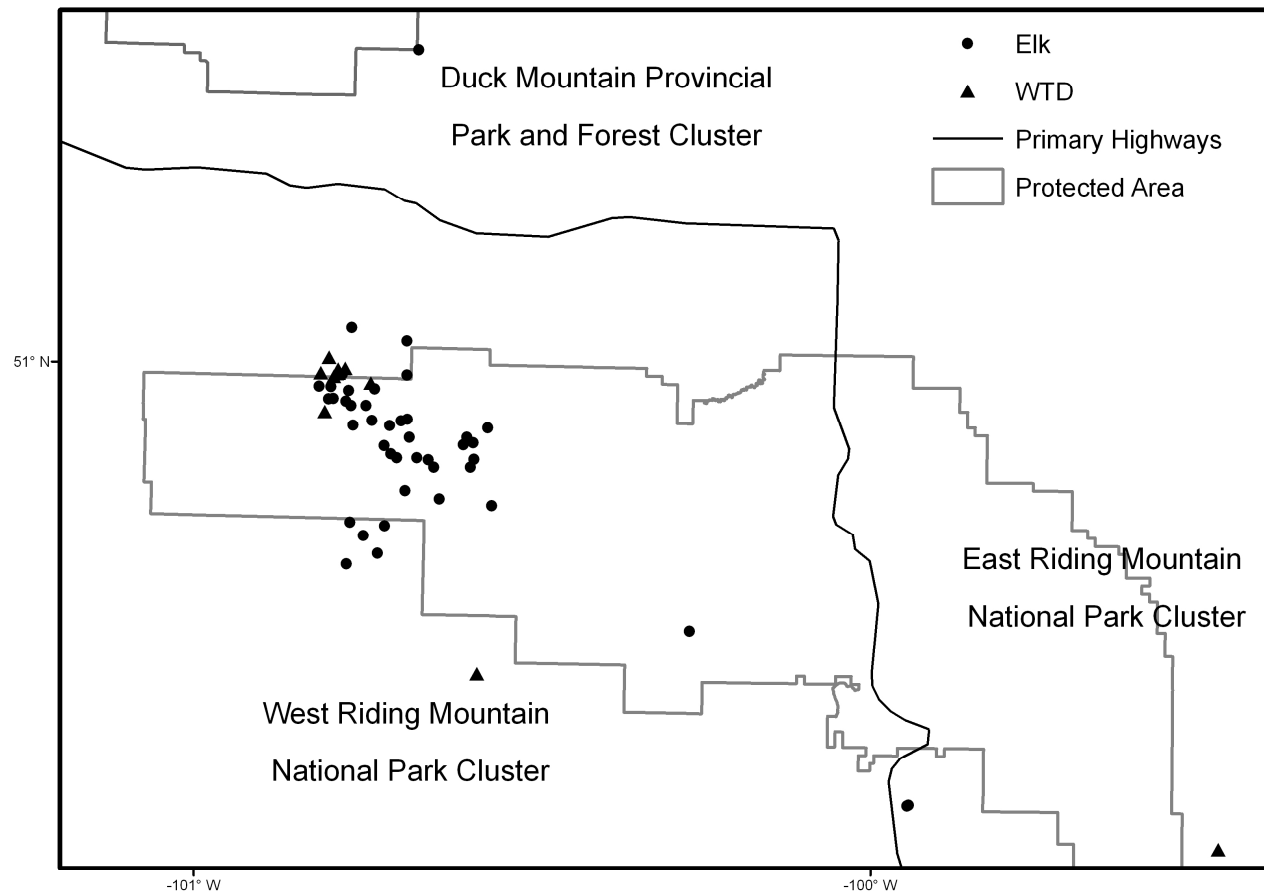 Elk
Duck Mountain Provincial
WTD
Park and Forest Cluster
Primary Highways
Protected Area
51° N
East Riding Mountain
National Park Cluster
West Riding Mountain
National Park Cluster
-101° W
-100° W